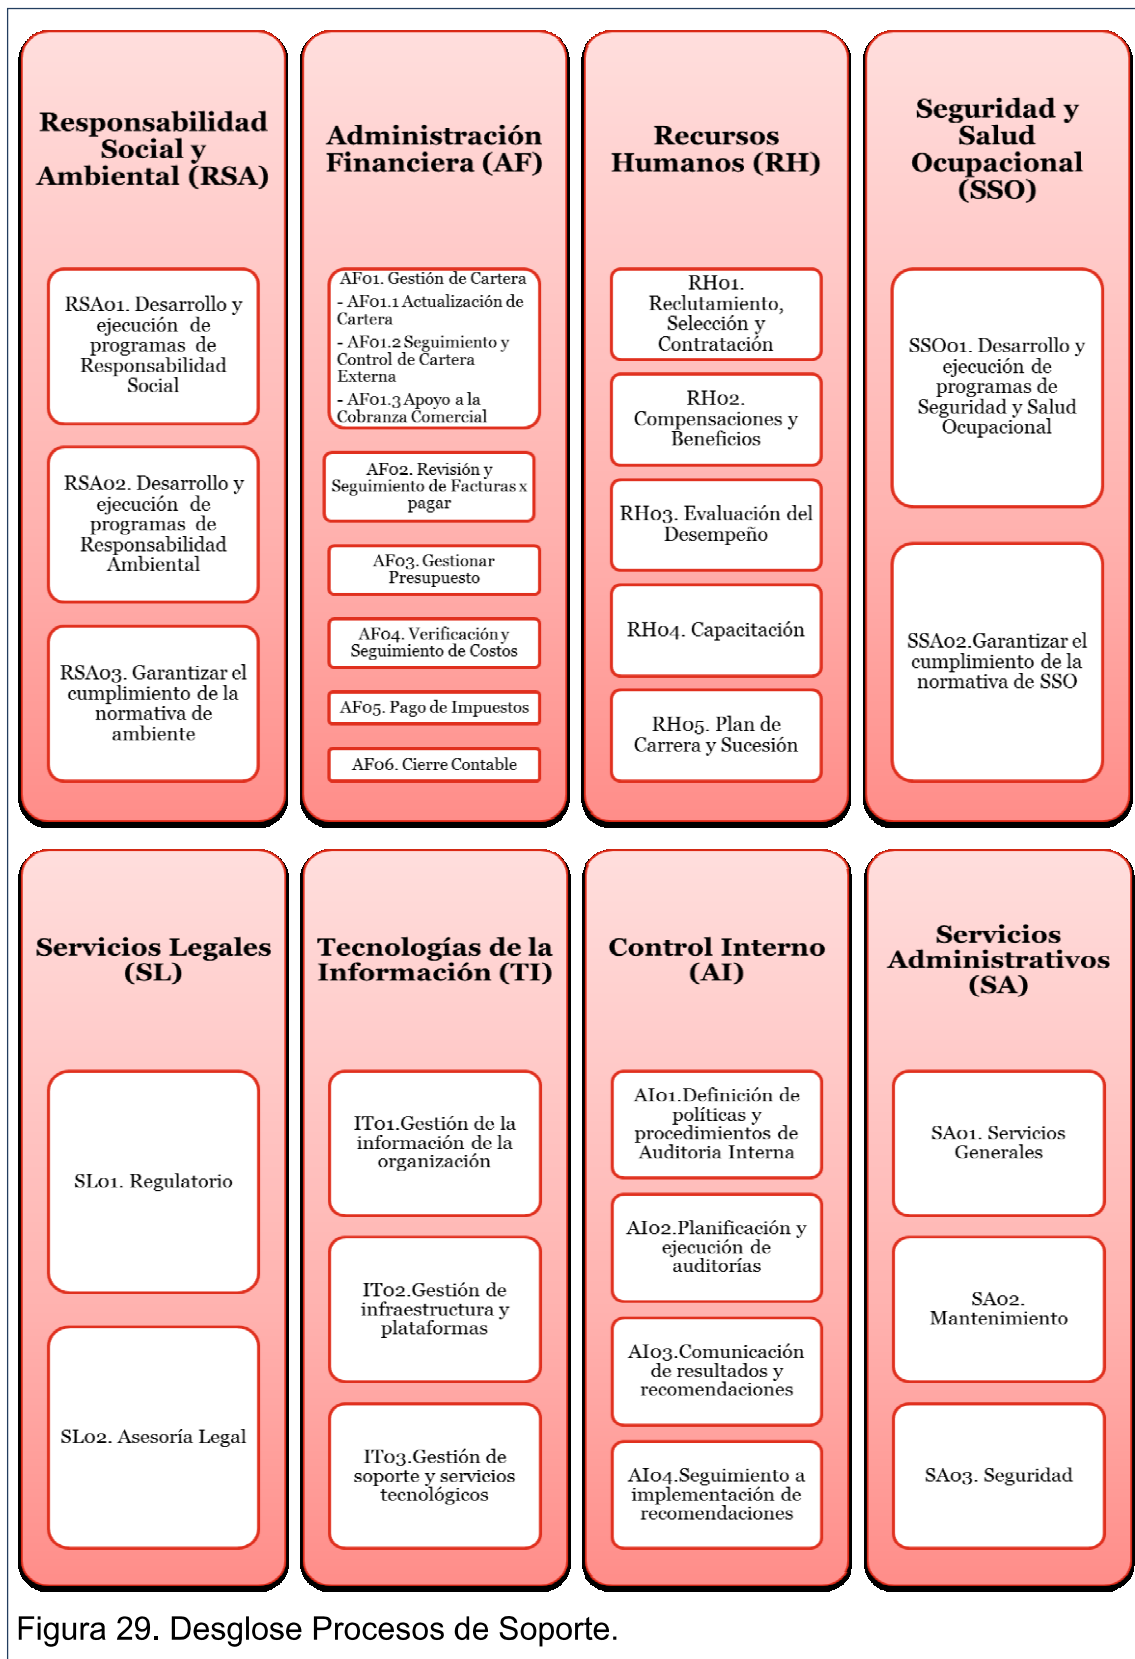 Responsabilidad
Social y
Ambiental (RSA)
RSA01. Desarrollo y
ejecución de
programas de
Responsabilidad
Social
RSA02. Desarrollo y
ejecución de
programas de
Responsabilidad
Ambiental
RSA03. Garantizar el
cumplimiento de la
normativa de
ambiente
Administración
Financiera (AF)
AF01. Gestión de Cartera
- AF01.1 Actualización de
Cartera
- AF01.2 Seguimiento y
Control de Cartera
Externa
- AF01.3 Apoyo a la
Cobranza Comercial
AF02. Revisión y
Seguimiento de Facturas x
pagar
AF03. Gestionar
Presupuesto
AF04. Verificación y
Seguimiento de Costos
AF05. Pago de Impuestos
AF06. Cierre Contable
Recursos
Humanos (RH)
RH01.
Reclutamiento,
Selección y
Contratación
RH02.
Compensaciones y
Beneficios
RH03. Evaluación del
Desempeño
RH04. Capacitación
RH05. Plan de
Carrera y Sucesión
Seguridad y
Salud
Ocupacional
(SSO)
SSO01. Desarrollo y
ejecución de
programas de
Seguridad y Salud
Ocupacional
SSA02.Garantizar el
cumplimiento de la
normativa de SSO
Servicios Legales
(SL)
SL01. Regulatorio
SL02. Asesoría Legal
Tecnologías de la
Información (TI)
IT01.Gestión de la
información de la
organización
IT02.Gestión de
infraestructura y
plataformas
IT03.Gestión de
soporte y servicios
tecnológicos
Control Interno
(AI)
AI01.Definición de
políticas y
procedimientos de
Auditoria Interna
AI02.Planificación y
ejecución de
auditorías
AI03.Comunicación
de resultados y
recomendaciones
AI04.Seguimiento a
implementación de
recomendaciones
Servicios
Administrativos
(SA)
SA01. Servicios
Generales
SA02.
Mantenimiento
SA03. Seguridad
Figura 29. Desglose Procesos de Soporte.